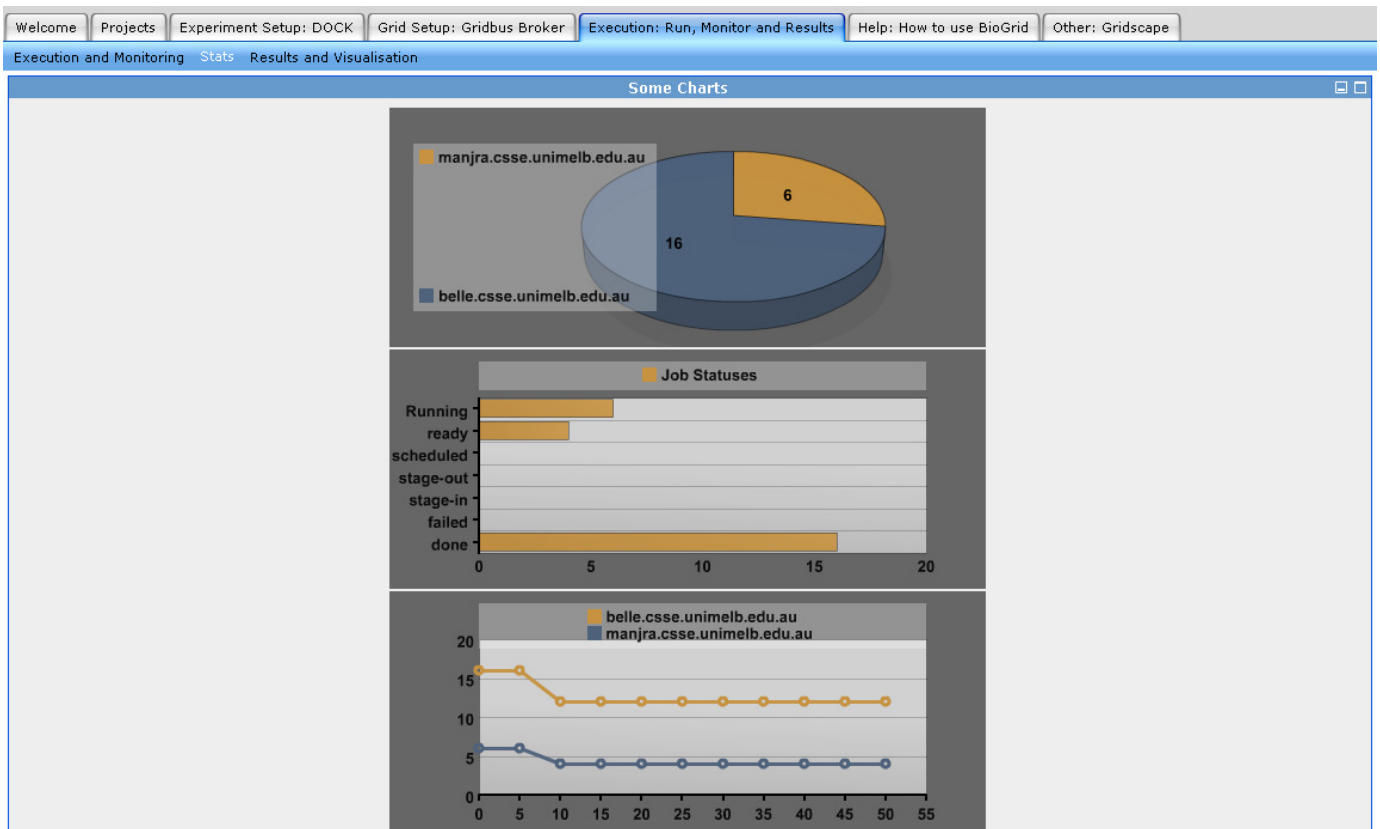 Welcome Projects Experiment Setup: DOCK Grid Setup: Gridbus Broker Execution: Run, Monitor and Results Help: How to use BioGrid Other: Gridscape
Execution and Monitoring Stats Results and Visualisation
Some Charts
manjra.csse.unimelb.edu.au
6
16
belle.csse.unimelb.edu.au
Job Statuses
Running
ready
scheduled
stage-out
stage-in
failed
done
0 5 10 15 20
belle.csse.unimelb.edu.au
manjra.csse.unimelb.edu.au
20
15
10
5
0
0 5 10 15 20 25 30 35 40 45 50 55